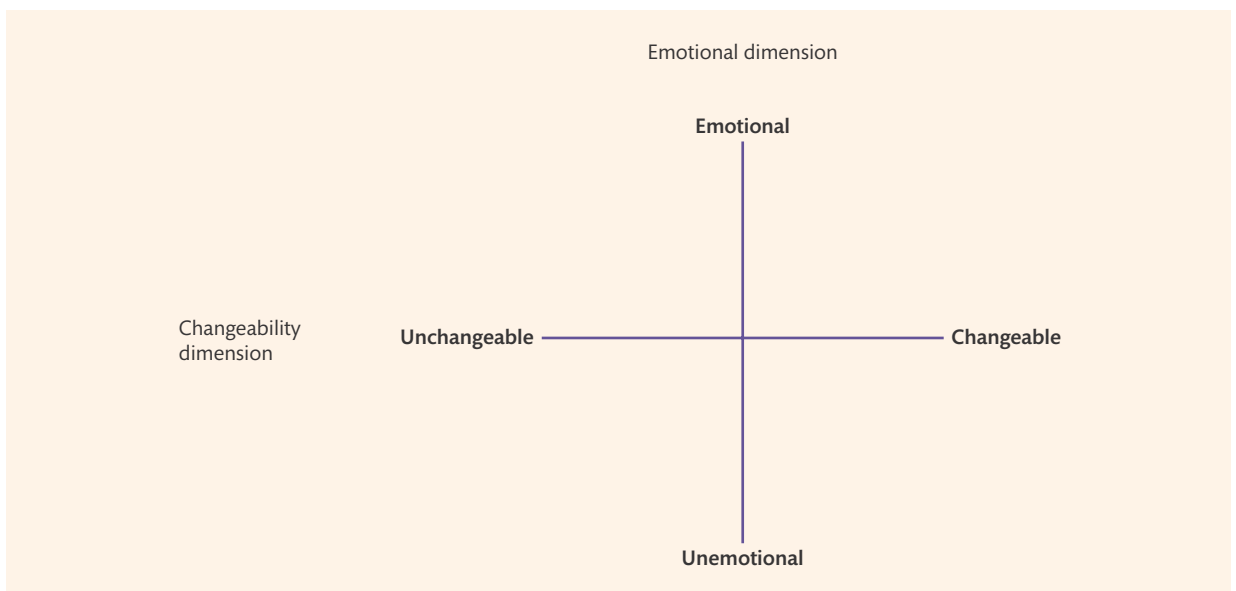 Emotional dimension
Emotional
Changeability
dimension
Unchangeable
Changeable
Unemotional